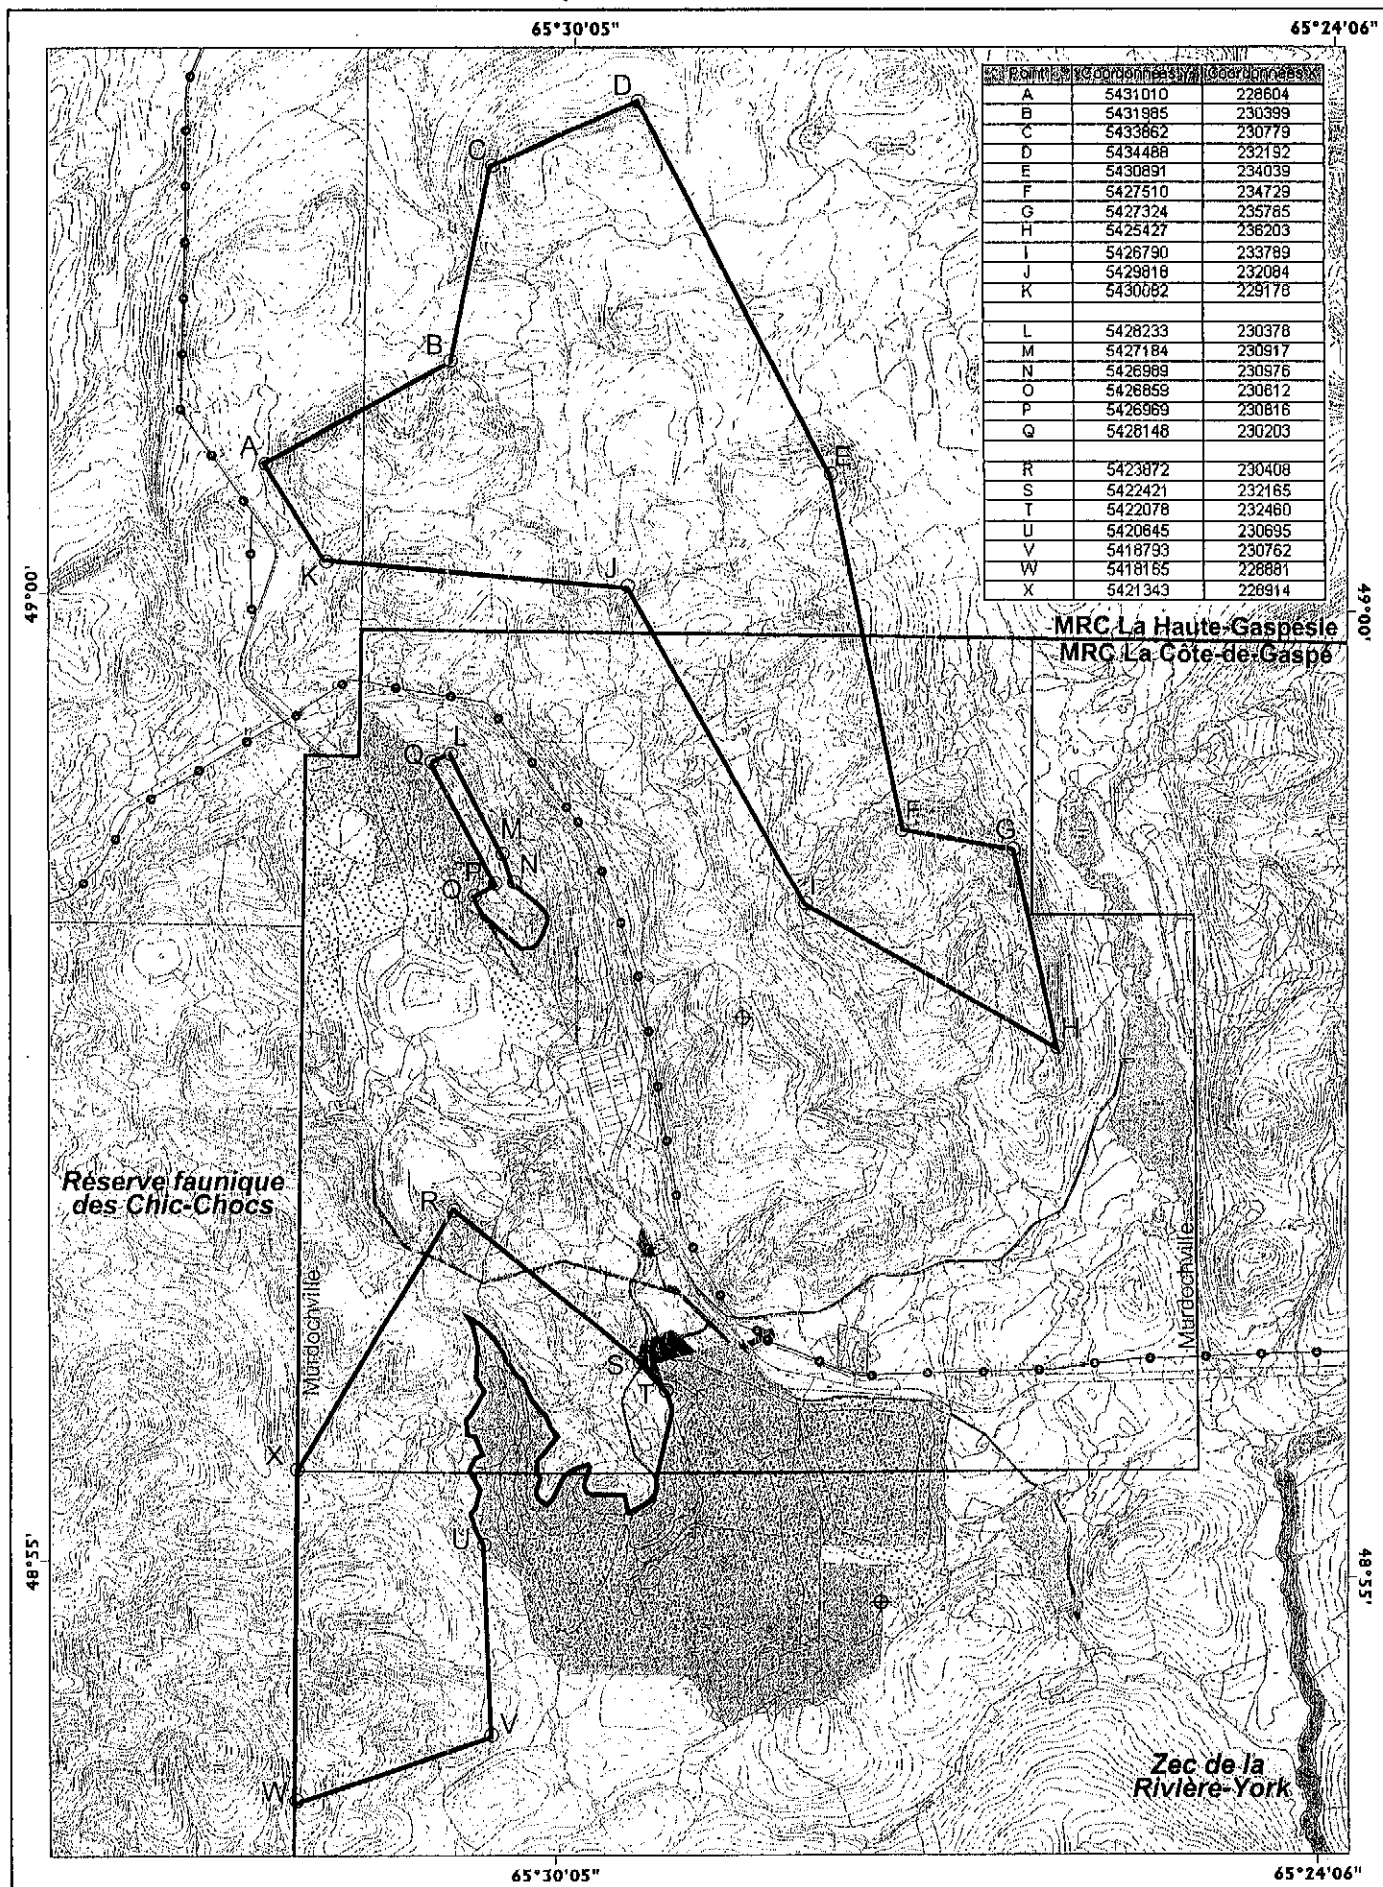 65°30'05" 65°24'06"
Point Coordonnées Y Coordonnées X
A 5431010 228604
B 5431985 230399
C 5433862 230779
D 5434488 232192
E 5430891 234039
F 5427510 234729
G 5427324 235785
H 5425427 236203
I 5426790 233789
J 5429818 232084
K 5430082 229178
L 5428233 230378
M 5427184 230917
N 5426989 230976
O 5426859 230612
P 5426969 230816
Q 5428148 230203
R 5423872 230408
S 5422421 232165
T 5422078 232460
U 5420645 230695
V 5418793 230762
W 5418165 228881
X 5421343 228914
D
C
B
E
A
K
J
49°00' 49°00'
MRC La Haute-Gaspésie
MRC La Côte-de-Gaspé
L
Q
F
G
M
N
P
O
I
H
Réserve faunique
des Chic-Chocs
R
Murdochville
Murdochville
S
T
X
U
48°55' 48°55'
V
W
Zec de la
Rivière-York
65°30'05" 65°24'06"